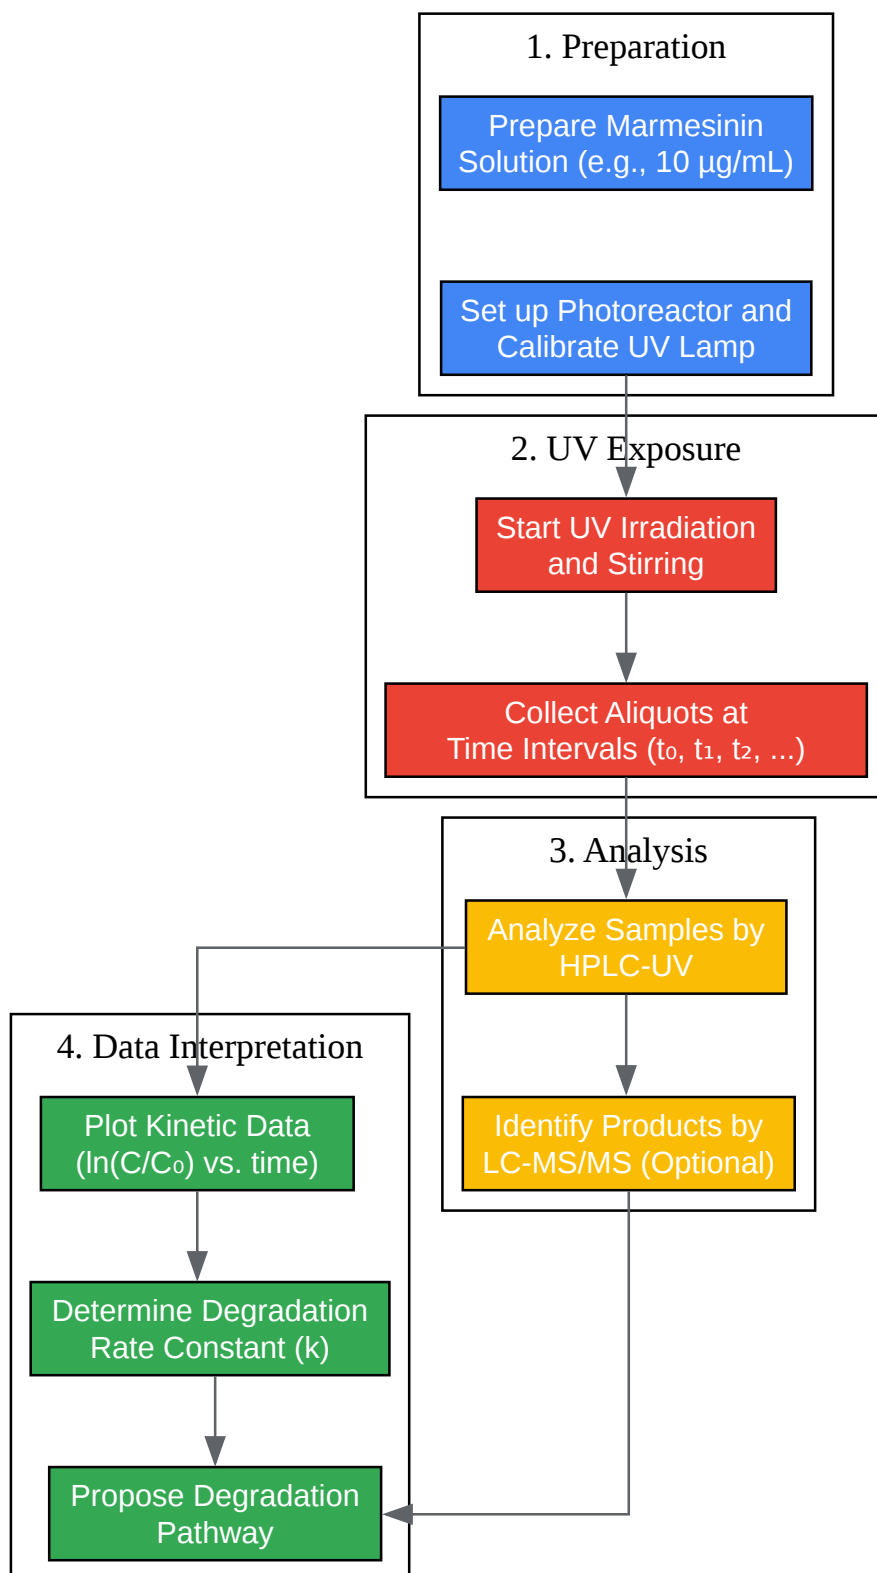 1. Preparation
Prepare Marmesinin
Solution (e.g., 10 µg/mL)
Set up Photoreactor and
Calibrate UV Lamp
2. UV Exposure
Start UV Irradiation
and Stirring
Collect Aliquots at
Time Intervals (t₀, t₁, t₂, ...)
3. Analysis
Analyze Samples by
HPLC-UV
Identify Products by
LC-MS/MS (Optional)
4. Data Interpretation
Plot Kinetic Data
(ln(C/C₀) vs. time)
Determine Degradation
Rate Constant (k)
Propose Degradation
Pathway